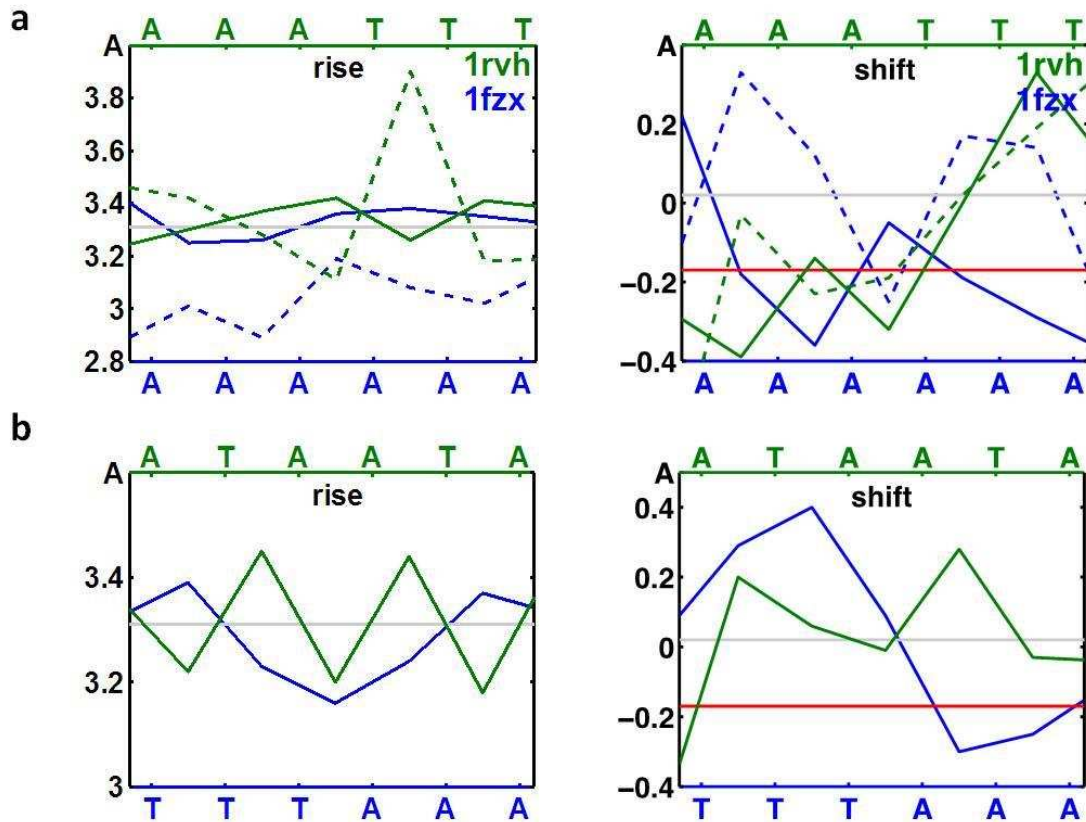 a
A A A T T T
A
rise
1rvh
1fzx
3.8
3.6
3.4
3.2
3
2.8
A A A A A A
A A A T T T
A
shift
1rvh
1fzx
0.2
0
−0.2
−0.4
A A A A A A
b
A T A A T A
A
rise
3.4
3.2
3
T T T A A A
A T A A T A
A
shift
0.4
0.2
0
−0.2
−0.4
T T T A A A